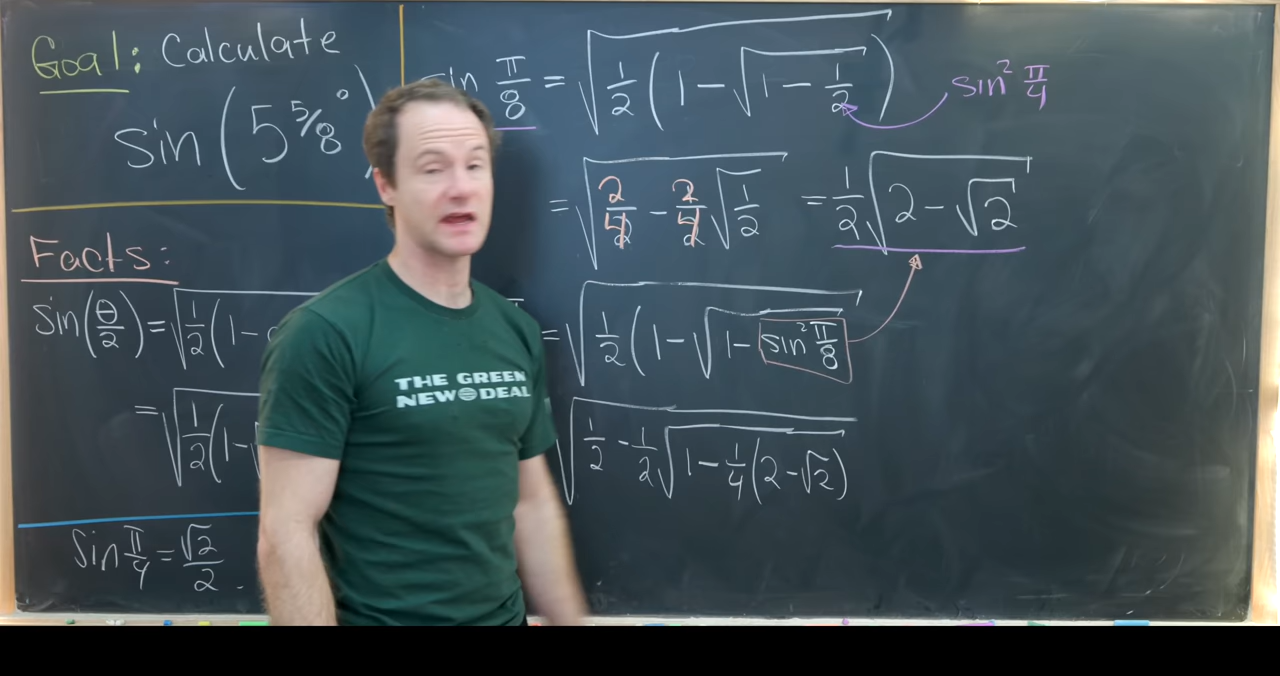 Goal: Calculate
sin(5 5/8°)
Facts:
sin(θ/2) = √(1/2(1-
= √(1/2(1-√
sin π/4 = √2/2.
π/8 = √(1/2(1-√(1-1/2)))
sin² π/4
= √(2/4 - 2/4 √(1/2)) = 1/2 √(2-√2)
= √(1/2(1-√(1-sin² π/8
√(1/2 - 1/2 √(1-1/4(2-√2)))
THE GREEN
NEW DEAL